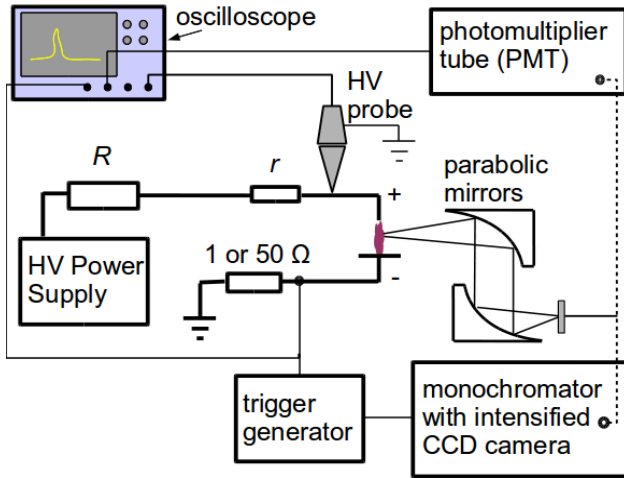 oscilloscope
photomultiplier
tube (PMT)
HV
probe
R
r
+
parabolic
mirrors
HV Power
Supply
1 or 50 Ω
-
trigger
generator
monochromator
with intensified
CCD camera